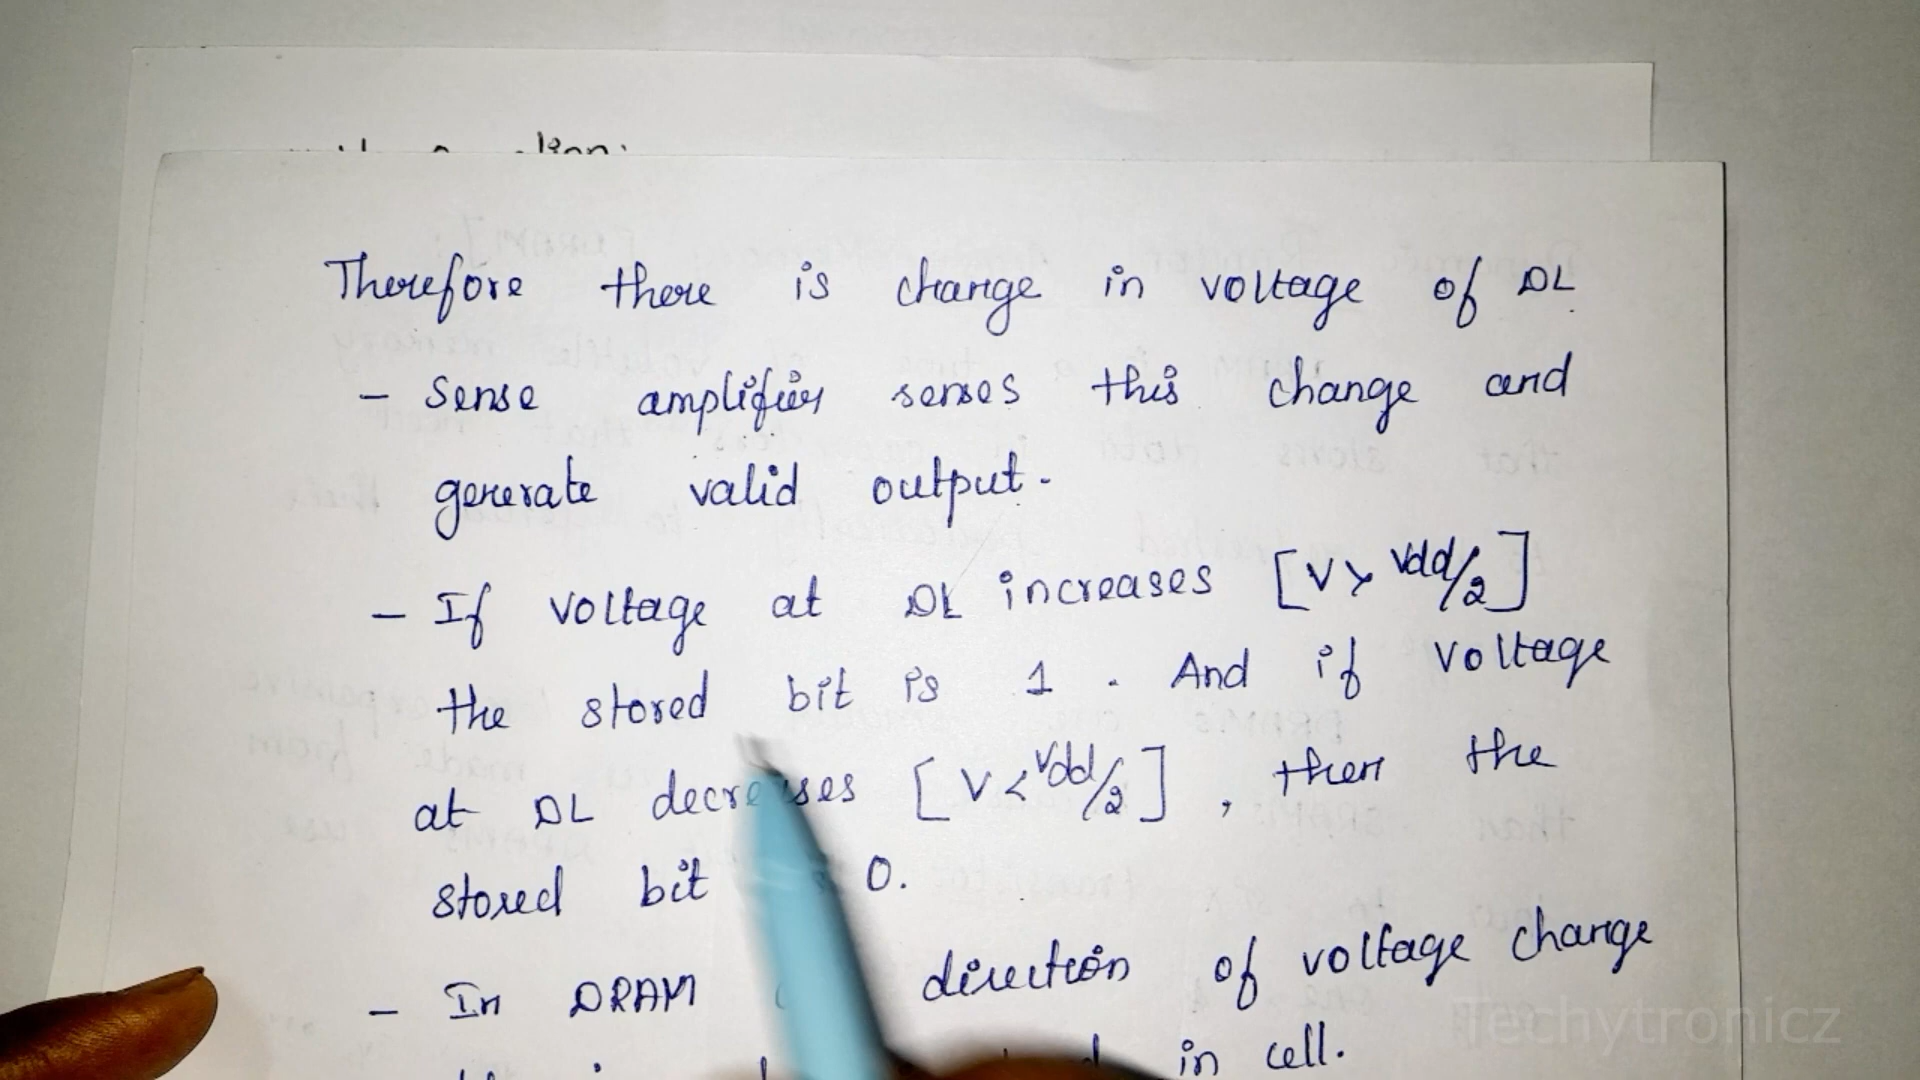 Therefore there is change in voltage of DL
- Sense amplifier senses this change and
generate valid output.
- If voltage at DL increases [V > Vdd/2]
the stored bit is 1. And if voltage
at DL decreases [V < Vdd/2], then the
stored bit 0.
- In DRAM direction of voltage change
in cell.
Techytronicz